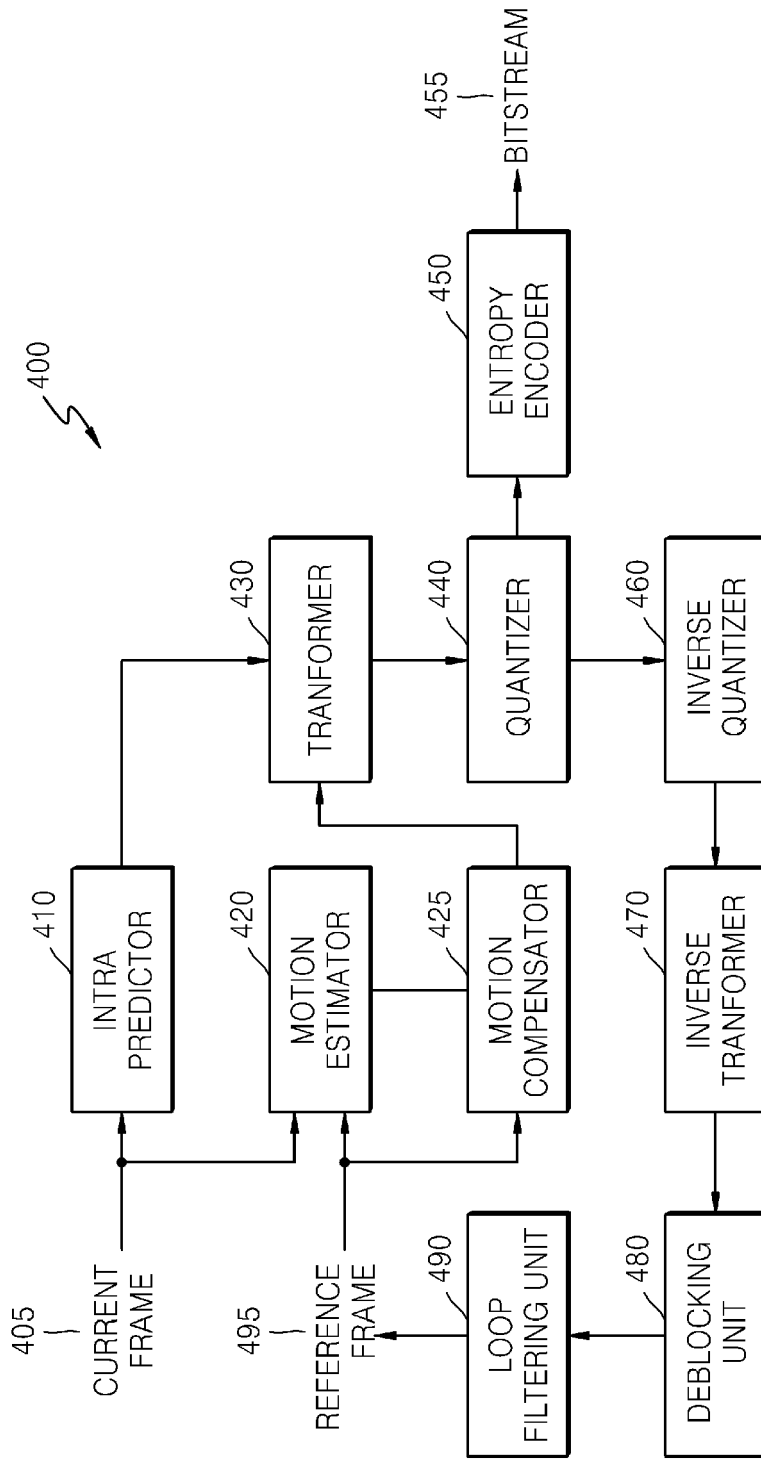 400
405
CURRENT
FRAME
410
INTRA
PREDICTOR
420
MOTION
ESTIMATOR
430
TRANFORMER
495
REFERENCE
FRAME
425
MOTION
COMPENSATOR
440
QUANTIZER
450
ENTROPY
ENCODER
455
BITSTREAM
490
LOOP
FILTERING UNIT
480
DEBLOCKING
UNIT
470
INVERSE
TRANFORMER
460
INVERSE
QUANTIZER